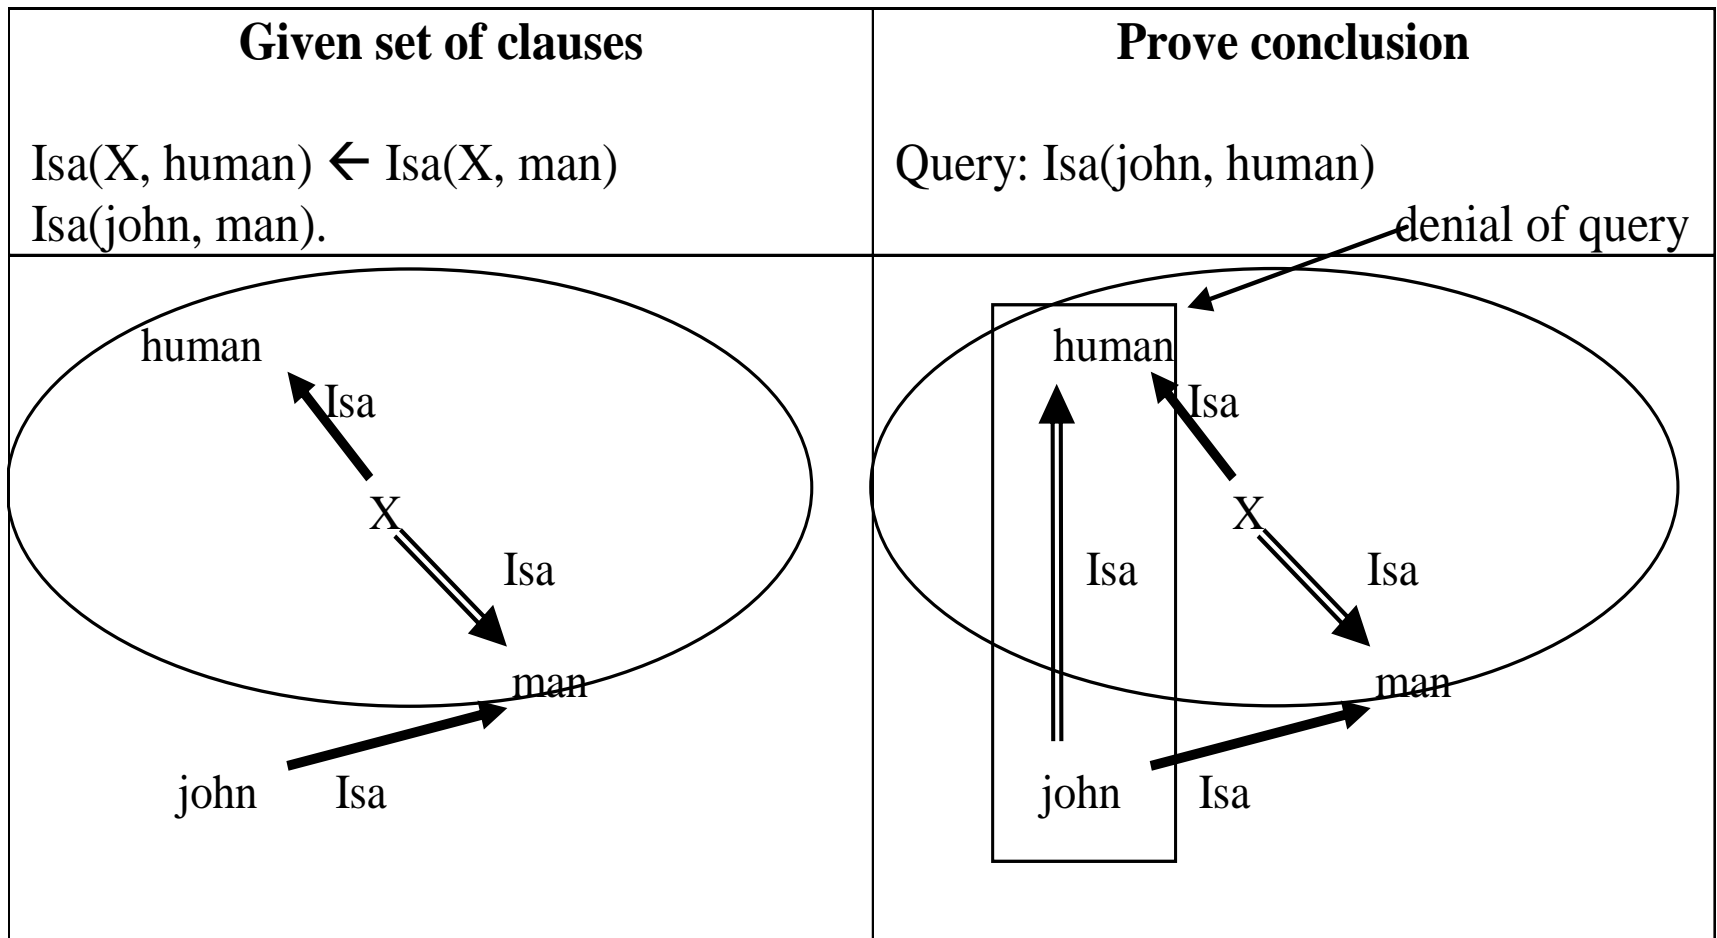 Given set of clauses
Isa(X, human) ← Isa(X, man)
Isa(john, man).
human
Isa
X
Isa
man
john Isa
Prove conclusion
Query: Isa(john, human)
denial of query
human
Isa
X
Isa Isa
man
john Isa